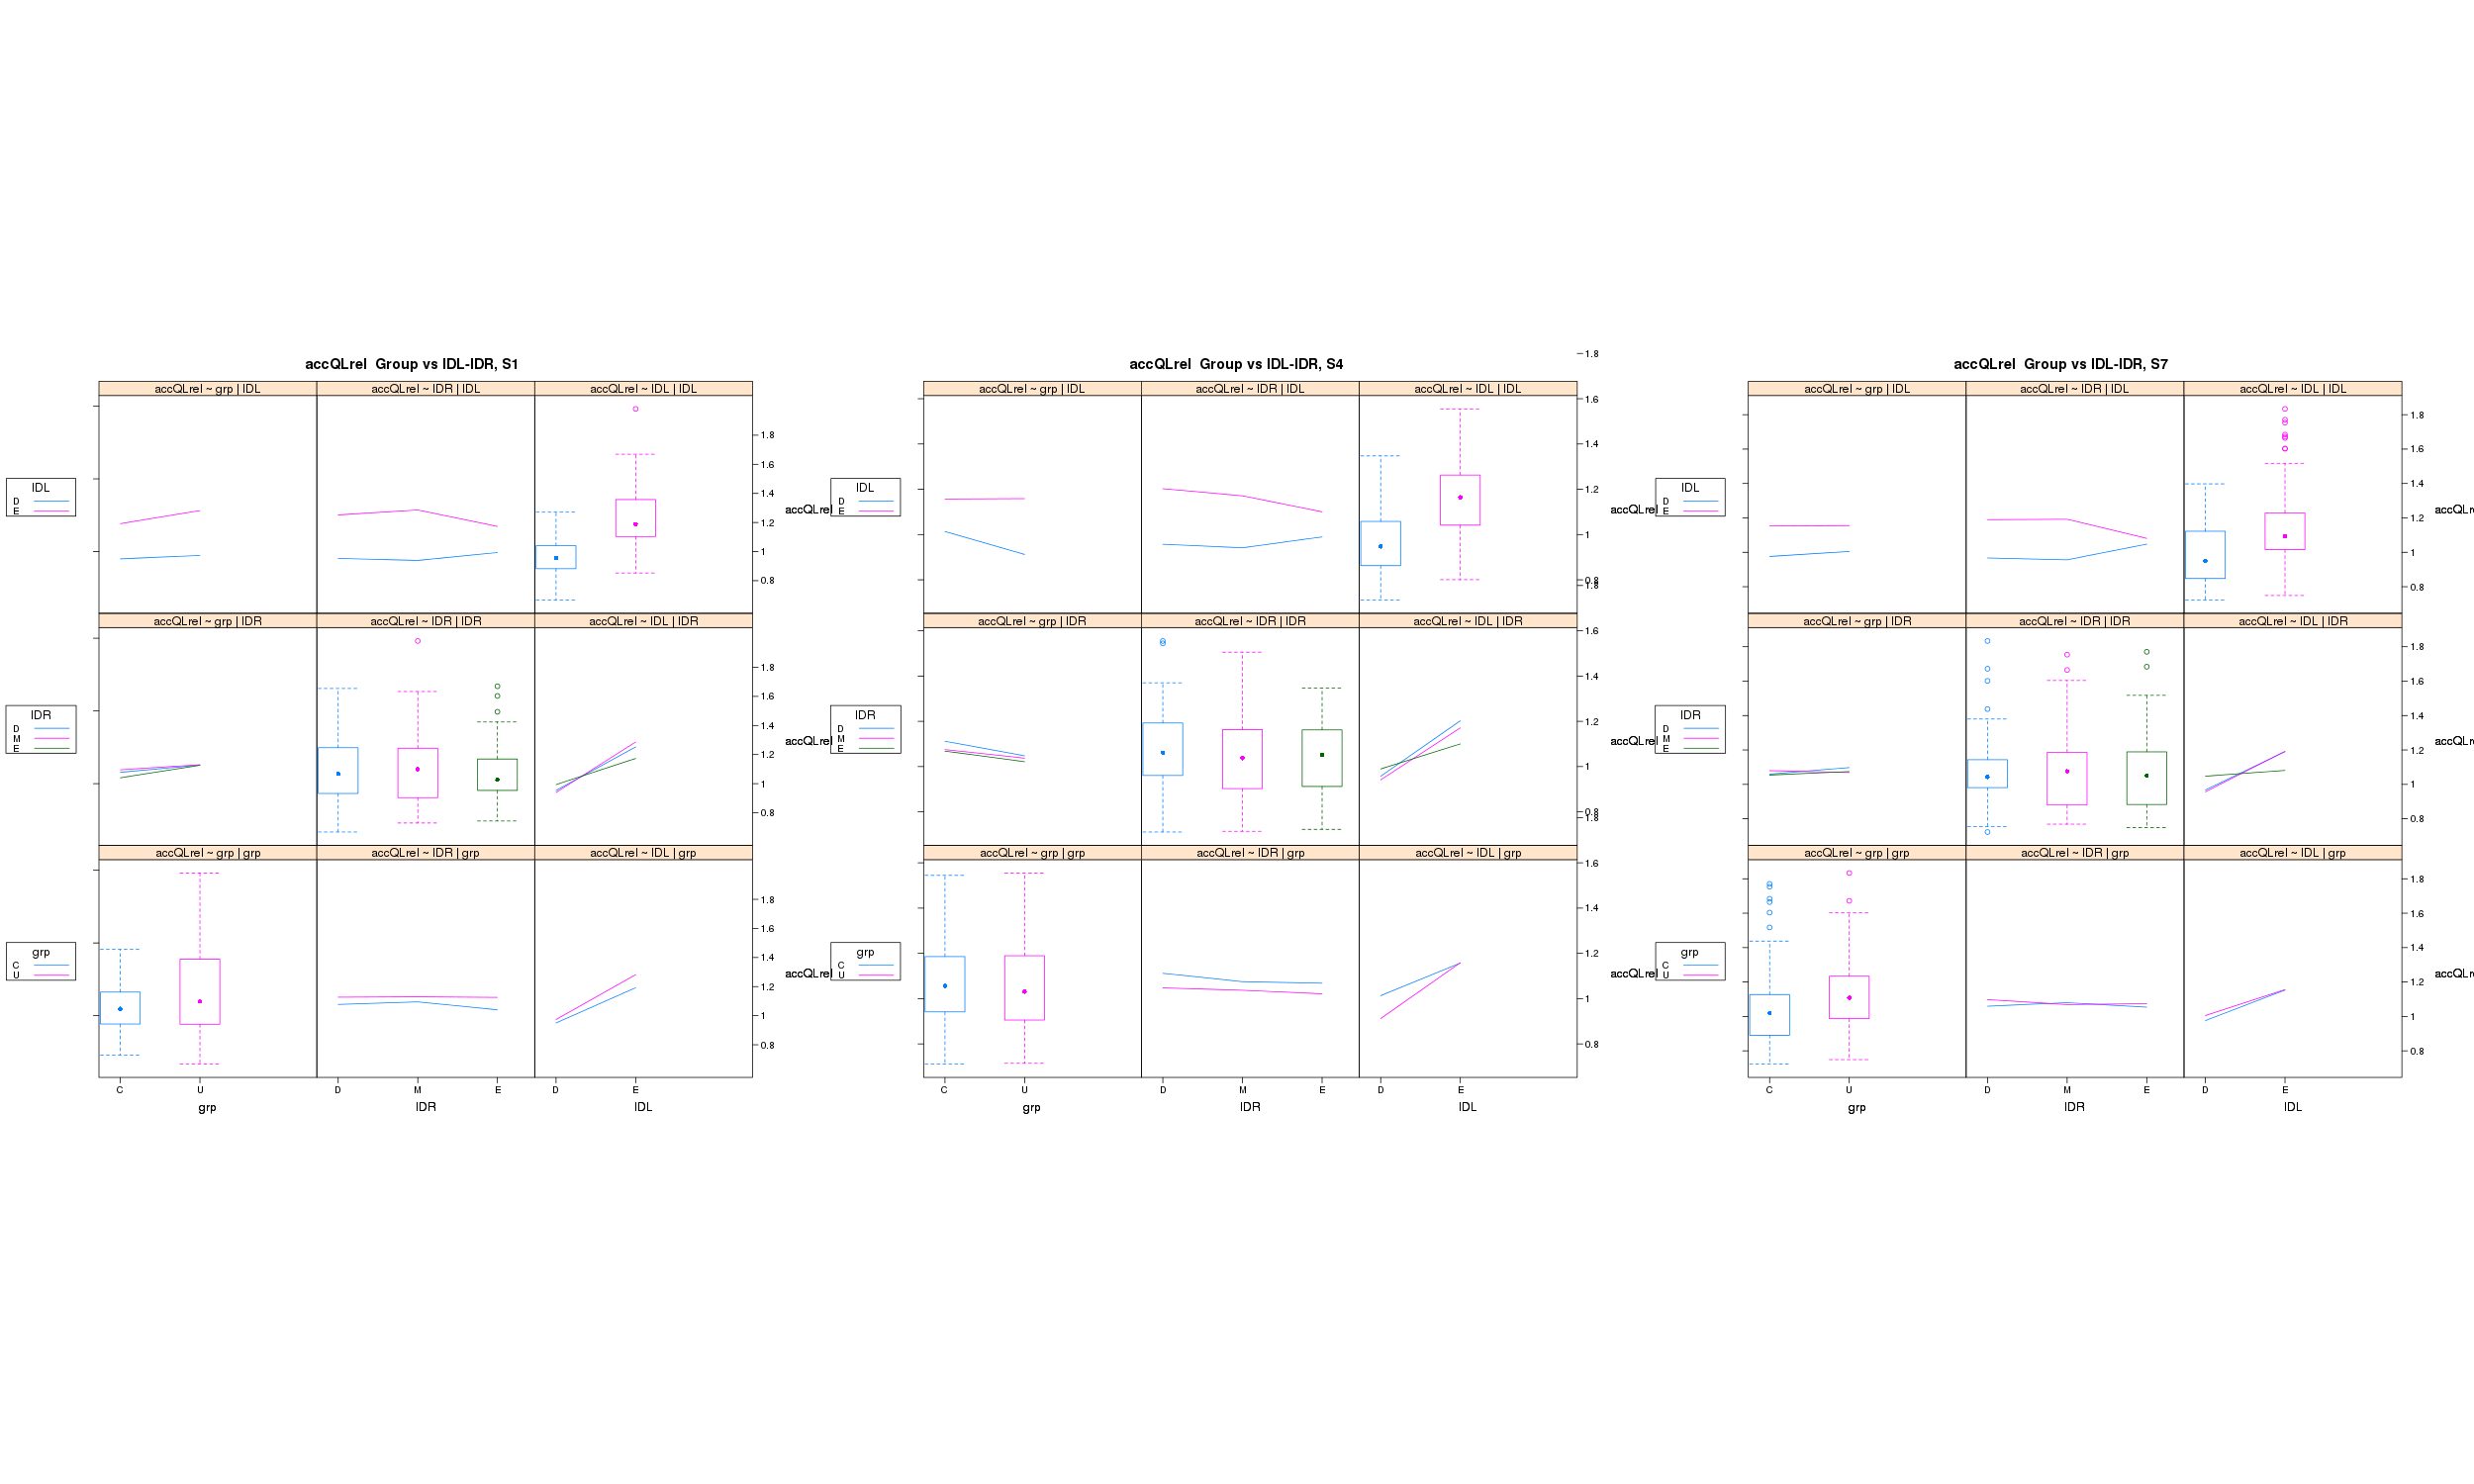 accQLrel Group vs IDL-IDR, S1
accQLrel ~ grp | IDL
accQLrel ~ IDR | IDL
accQLrel ~ IDL | IDL
IDL
D
E
1.8
1.6
1.4
1.2
1
0.8
accQLrel
accQLrel ~ grp | IDR
accQLrel ~ IDR | IDR
accQLrel ~ IDL | IDR
IDR
D
M
E
1.8
1.6
1.4
1.2
1
0.8
accQLrel
accQLrel ~ grp | grp
accQLrel ~ IDR | grp
accQLrel ~ IDL | grp
grp
C
U
1.8
1.6
1.4
1.2
1
0.8
accQLrel
C U D M E D E
grp IDR IDL
accQLrel Group vs IDL-IDR, S4
accQLrel ~ grp | IDL
accQLrel ~ IDR | IDL
accQLrel ~ IDL | IDL
IDL
D
E
1.8
1.6
1.4
1.2
1
0.8
accQLrel
accQLrel ~ grp | IDR
accQLrel ~ IDR | IDR
accQLrel ~ IDL | IDR
IDR
D
M
E
1.8
1.6
1.4
1.2
1
0.8
accQLrel
accQLrel ~ grp | grp
accQLrel ~ IDR | grp
accQLrel ~ IDL | grp
grp
C
U
1.8
1.6
1.4
1.2
1
0.8
accQLrel
C U D M E D E
grp IDR IDL
accQLrel Group vs IDL-IDR, S7
accQLrel ~ grp | IDL
accQLrel ~ IDR | IDL
accQLrel ~ IDL | IDL
IDL
D
E
1.8
1.6
1.4
1.2
1
0.8
accQLr
accQLrel ~ grp | IDR
accQLrel ~ IDR | IDR
accQLrel ~ IDL | IDR
IDR
D
M
E
1.8
1.6
1.4
1.2
1
0.8
accQLr
accQLrel ~ grp | grp
accQLrel ~ IDR | grp
accQLrel ~ IDL | grp
grp
C
U
1.8
1.6
1.4
1.2
1
0.8
accQLr
C U D M E D E
grp IDR IDL